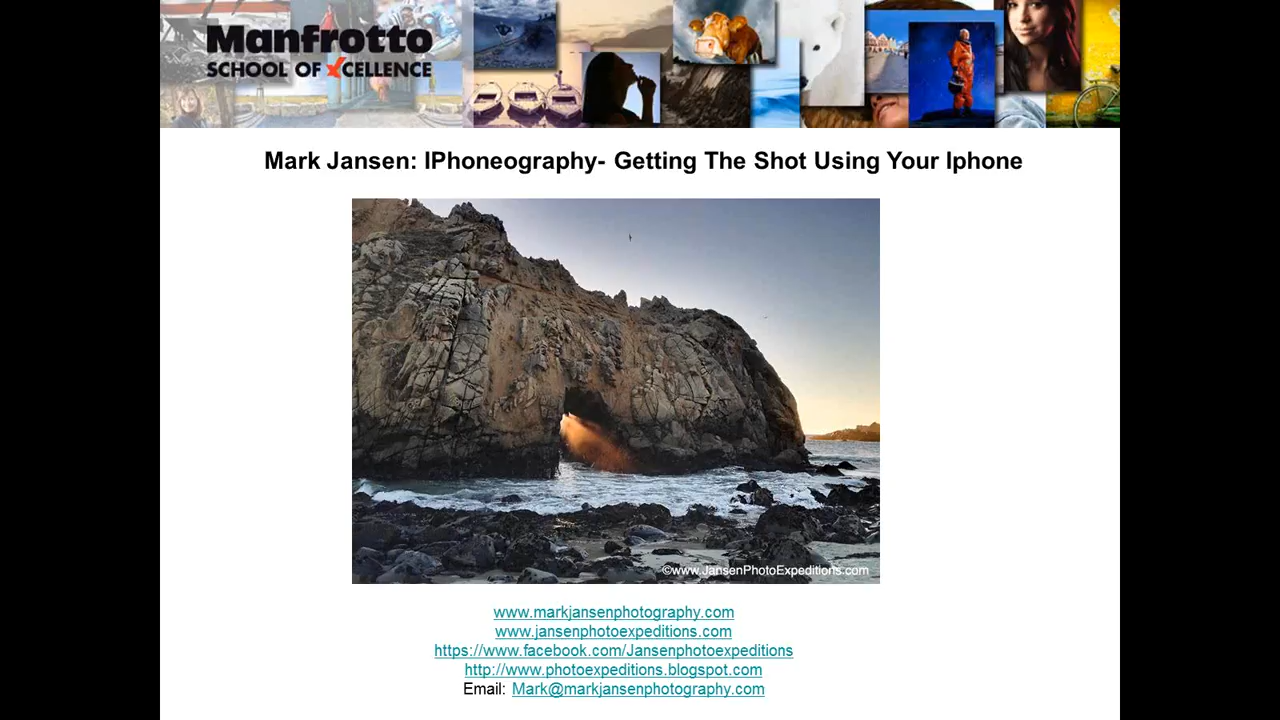 Manfrotto
SCHOOL OF XCELLENCE
Mark Jansen: IPhoneography- Getting The Shot Using Your Iphone
©www.JansenPhotoExpeditions.com
www.markjansenphotography.com
www.jansenphotoexpeditions.com
https://www.facebook.com/Jansenphotoexpeditions
http://www.photoexpeditions.blogspot.com
Email: Mark@markjansenphotography.com